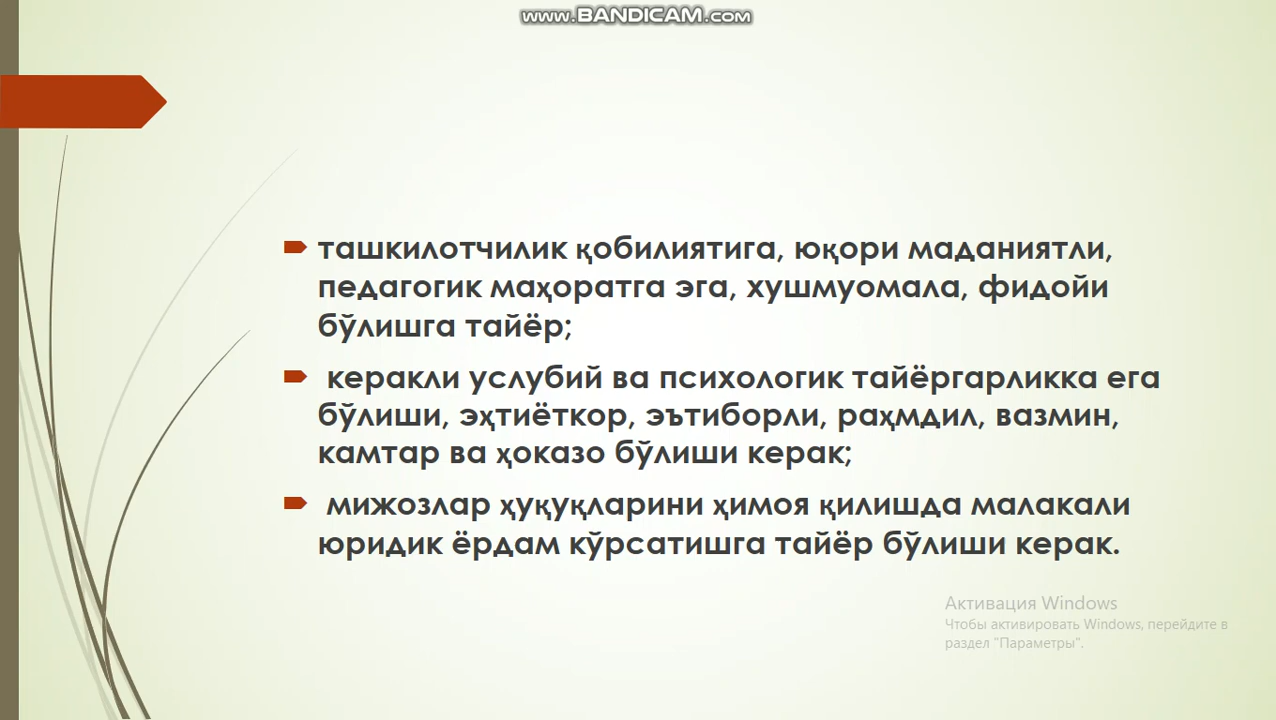 www.BANDICAM.com
ташкилотчилик қобилиятига, юқори маданиятли,
педагогик маҳоратга эга, хушмуомала, фидойи
бўлишга тайёр;
керакли услубий ва психологик тайёргарликка ега
бўлиши, эҳтиёткор, эътиборли, раҳмдил, вазмин,
камтар ва ҳоказо бўлиши керак;
мижозлар ҳуқуқларини ҳимоя қилишда малакали
юридик ёрдам кўрсатишга тайёр бўлиши керак.
Активация Windows
Чтобы активировать Windows, перейдите в
раздел "Параметры".